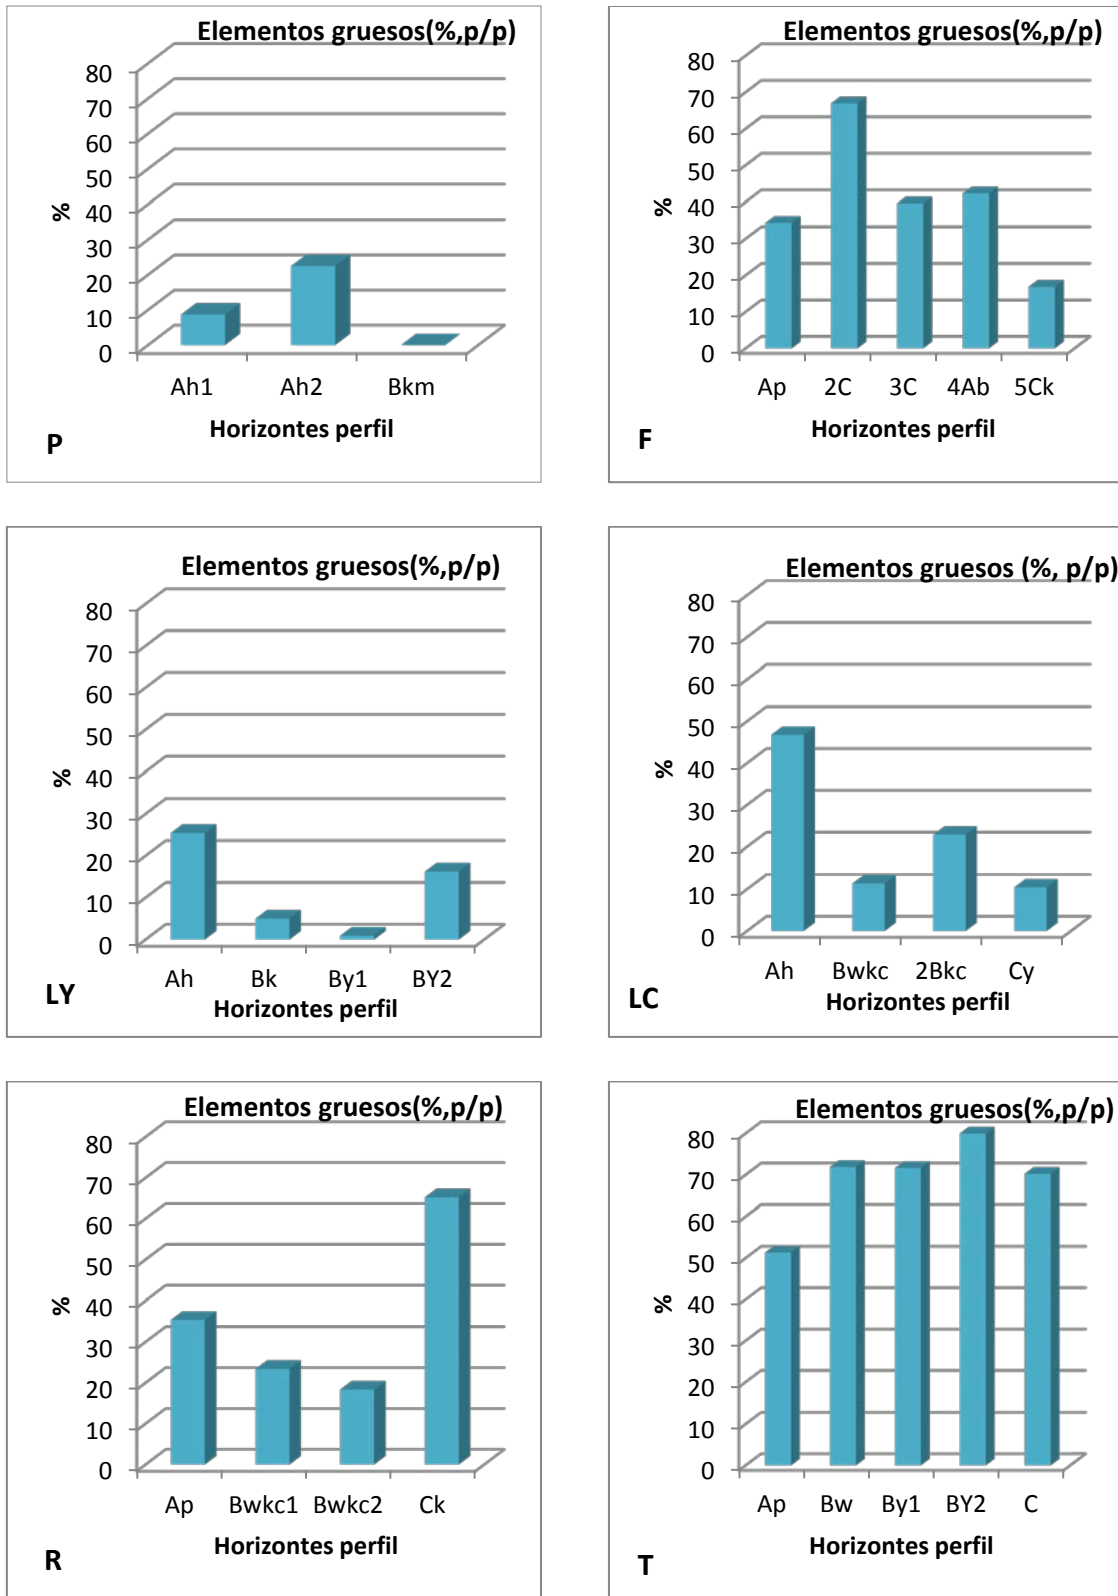 Elementos gruesos(%,p/p)
80
70
60
50
40
30
20
10
0
%
Ah1 Ah2 Bkm
Horizontes perfil
P
Elementos gruesos(%,p/p)
80
70
60
50
40
30
20
10
0
%
Ap 2C 3C 4Ab 5Ck
Horizontes perfil
F
Elementos gruesos(%,p/p)
80
70
60
50
40
30
20
10
0
%
Ah Bk By1 BY2
Horizontes perfil
LY
Elementos gruesos (%, p/p)
80
70
60
50
40
30
20
10
0
%
Ah Bwkc 2Bkc Cy
Horizontes perfil
LC
Elementos gruesos(%,p/p)
80
70
60
50
40
30
20
10
0
%
Ap Bwkc1 Bwkc2 Ck
Horizontes perfil
R
Elementos gruesos(%,p/p)
80
70
60
50
40
30
20
10
0
%
Ap Bw By1 BY2 C
Horizontes perfil
T